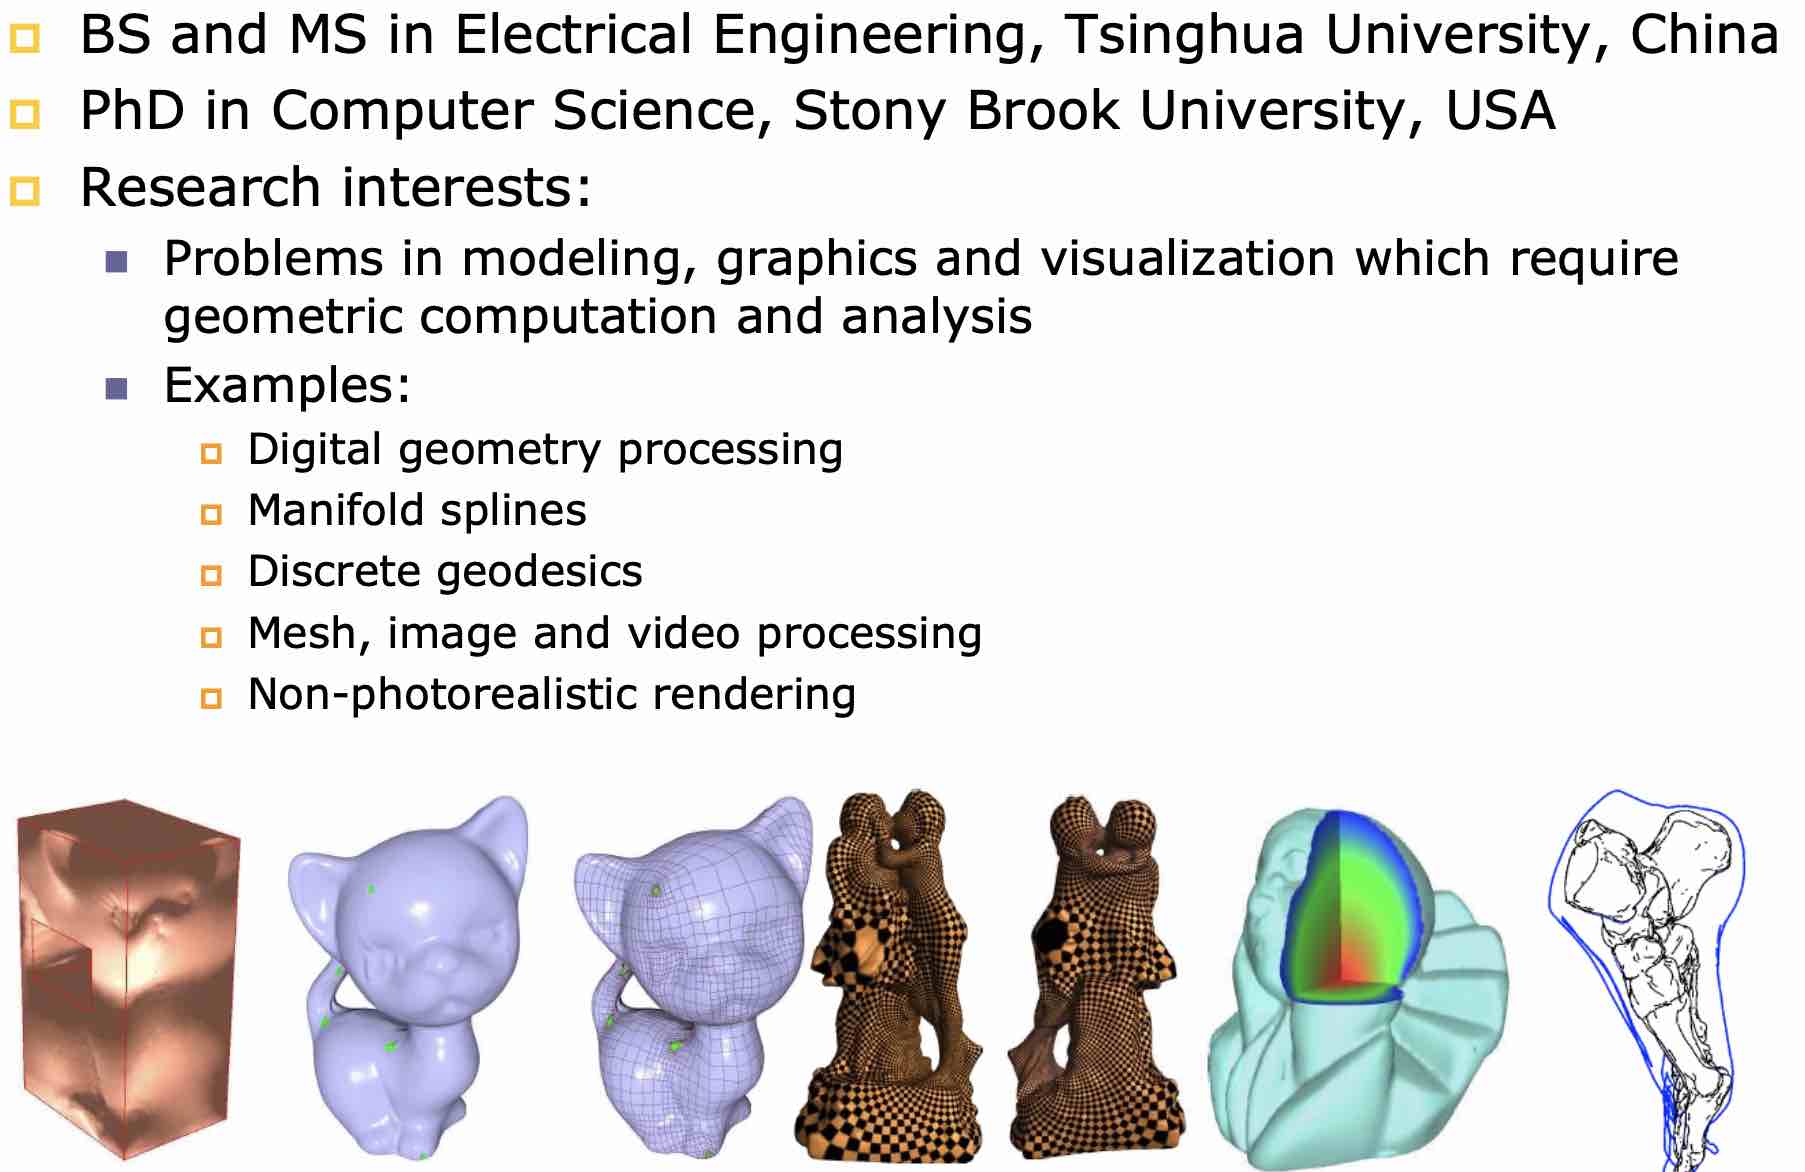 BS and MS in Electrical Engineering, Tsinghua University, China
PhD in Computer Science, Stony Brook University, USA
Research interests:
Problems in modeling, graphics and visualization which require
geometric computation and analysis
Examples:
Digital geometry processing
Manifold splines
Discrete geodesics
Mesh, image and video processing
Non-photorealistic rendering